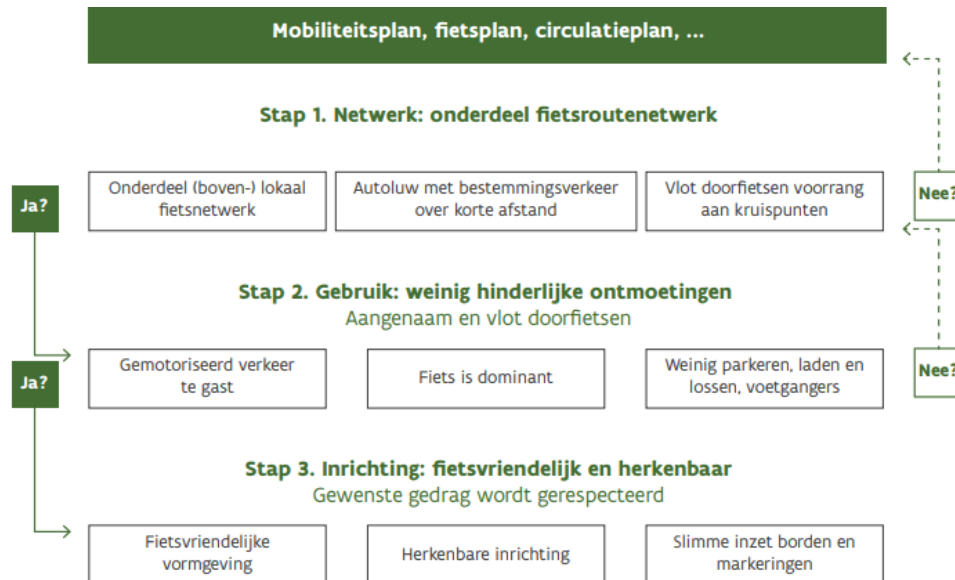 Mobiliteitsplan, fietsplan, circulatieplan, ...
Stap 1. Netwerk: onderdeel fietsroutenetwerk
Ja?
Onderdeel (boven-) lokaal
fietsnetwerk
Autoluw met bestemmingsverkeer
over korte afstand
Vlot doorfietsen voorrang
aan kruispunten
Nee?
Stap 2. Gebruik: weinig hinderlijke ontmoetingen
Aangenaam en vlot doorfietsen
Ja?
Gemotoriseerd verkeer
te gast
Fiets is dominant
Weinig parkeren, laden en
lossen, voetgangers
Nee?
Stap 3. Inrichting: fietsvriendelijk en herkenbaar
Gewenste gedrag wordt gerespecteerd
Fietsvriendelijke
vormgeving
Herkenbare inrichting
Slimme inzet borden en
markeringen